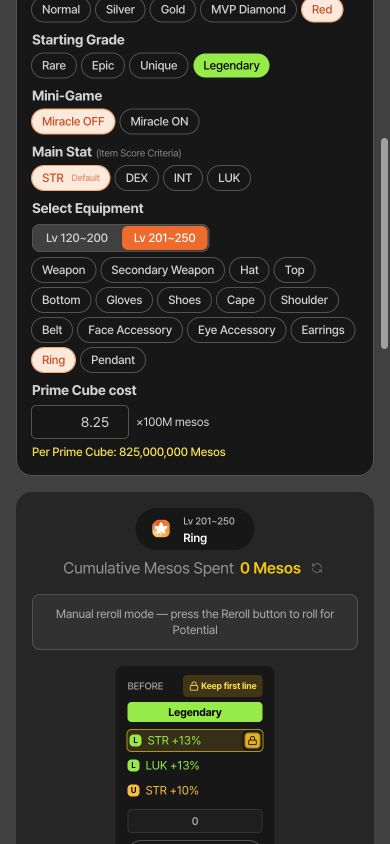 Normal Silver Gold MVP Diamond Red
Starting Grade
Rare Epic Unique Legendary
Mini-Game
Miracle OFF Miracle ON
Main Stat (Item Score Criteria)
STR Default DEX INT LUK
Select Equipment
Lv 120~200 Lv 201~250
Weapon Secondary Weapon Hat Top
Bottom Gloves Shoes Cape Shoulder
Belt Face Accessory Eye Accessory Earrings
Ring Pendant
Prime Cube cost
8.25 ×100M mesos
Per Prime Cube: 825,000,000 Mesos
Lv 201~250
Ring
Cumulative Mesos Spent 0 Mesos
Manual reroll mode — press the Reroll button to roll for
Potential
BEFORE Keep first line
Legendary
L STR +13%
L LUK +13%
U STR +10%
0